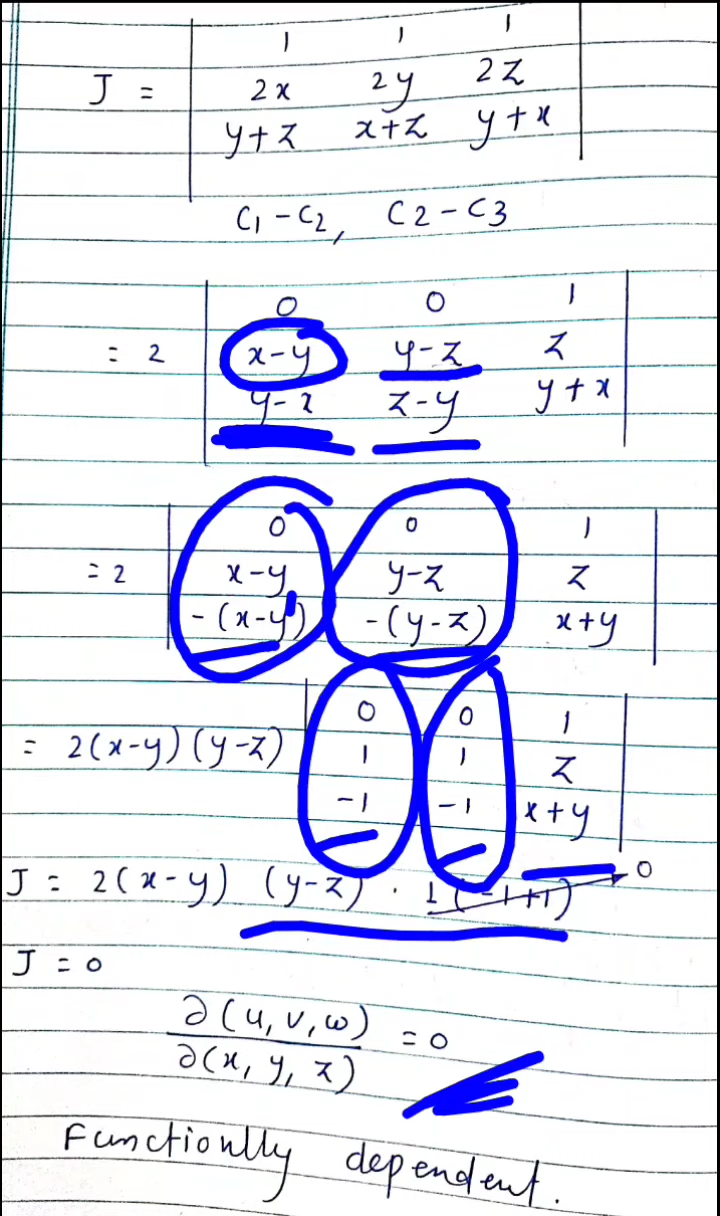 1 1 1
J = 2x 2y 2z
y+z x+z y+x
C1-C2, C2-C3
0 0 1
= 2 x-y y-z z
y-x z-y y+x
0 0 1
= 2 x-y y-z z
-(x-y) -(y-z) x+y
0 0 1
= 2(x-y)(y-z) 1 1 z
-1 -1 x+y
J = 2(x-y) (y-z) . 1(-1+1) 0
J = 0
∂(u,v,w)
∂(x,y,z) = 0
Functionlly dependent.